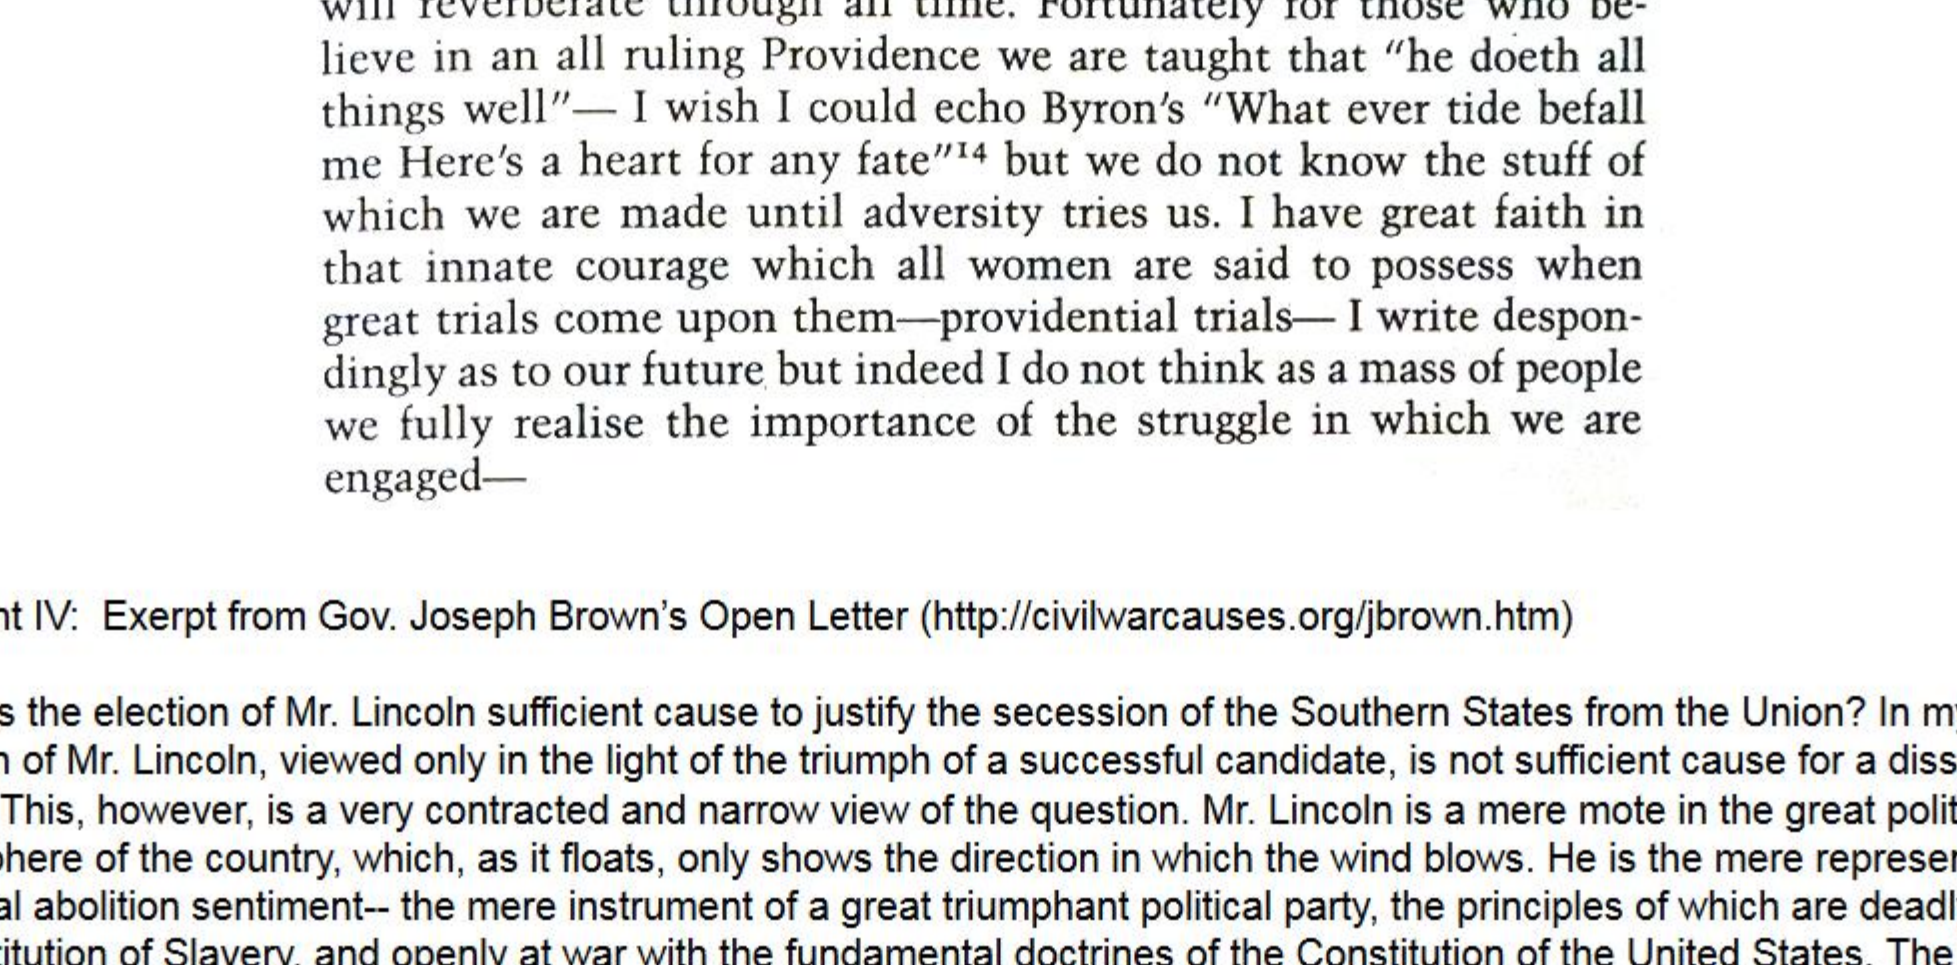 will reverberate through all time. Fortunately for those who be-
lieve in an all ruling Providence we are taught that “he doeth all
things well”— I wish I could echo Byron’s “What ever tide befall
me Here’s a heart for any fate”¹⁴ but we do not know the stuff of
which we are made until adversity tries us. I have great faith in
that innate courage which all women are said to possess when
great trials come upon them—providential trials— I write despon-
dingly as to our future but indeed I do not think as a mass of people
we fully realise the importance of the struggle in which we are
engaged—
IV: Exerpt from Gov. Joseph Brown’s Open Letter (http://civilwarcauses.org/jbrown.htm)
the election of Mr. Lincoln sufficient cause to justify the secession of the Southern States from the Union? In
of Mr. Lincoln, viewed only in the light of the triumph of a successful candidate, is not sufficient cause for a
This, however, is a very contracted and narrow view of the question. Mr. Lincoln is a mere mote in the great
of the country, which, as it floats, only shows the direction in which the wind blows. He is the mere
abolition sentiment-- the mere instrument of a great triumphant political party, the principles of which are
of Slavery, and openly at war with the fundamental doctrines of the Constitution of the United States. The